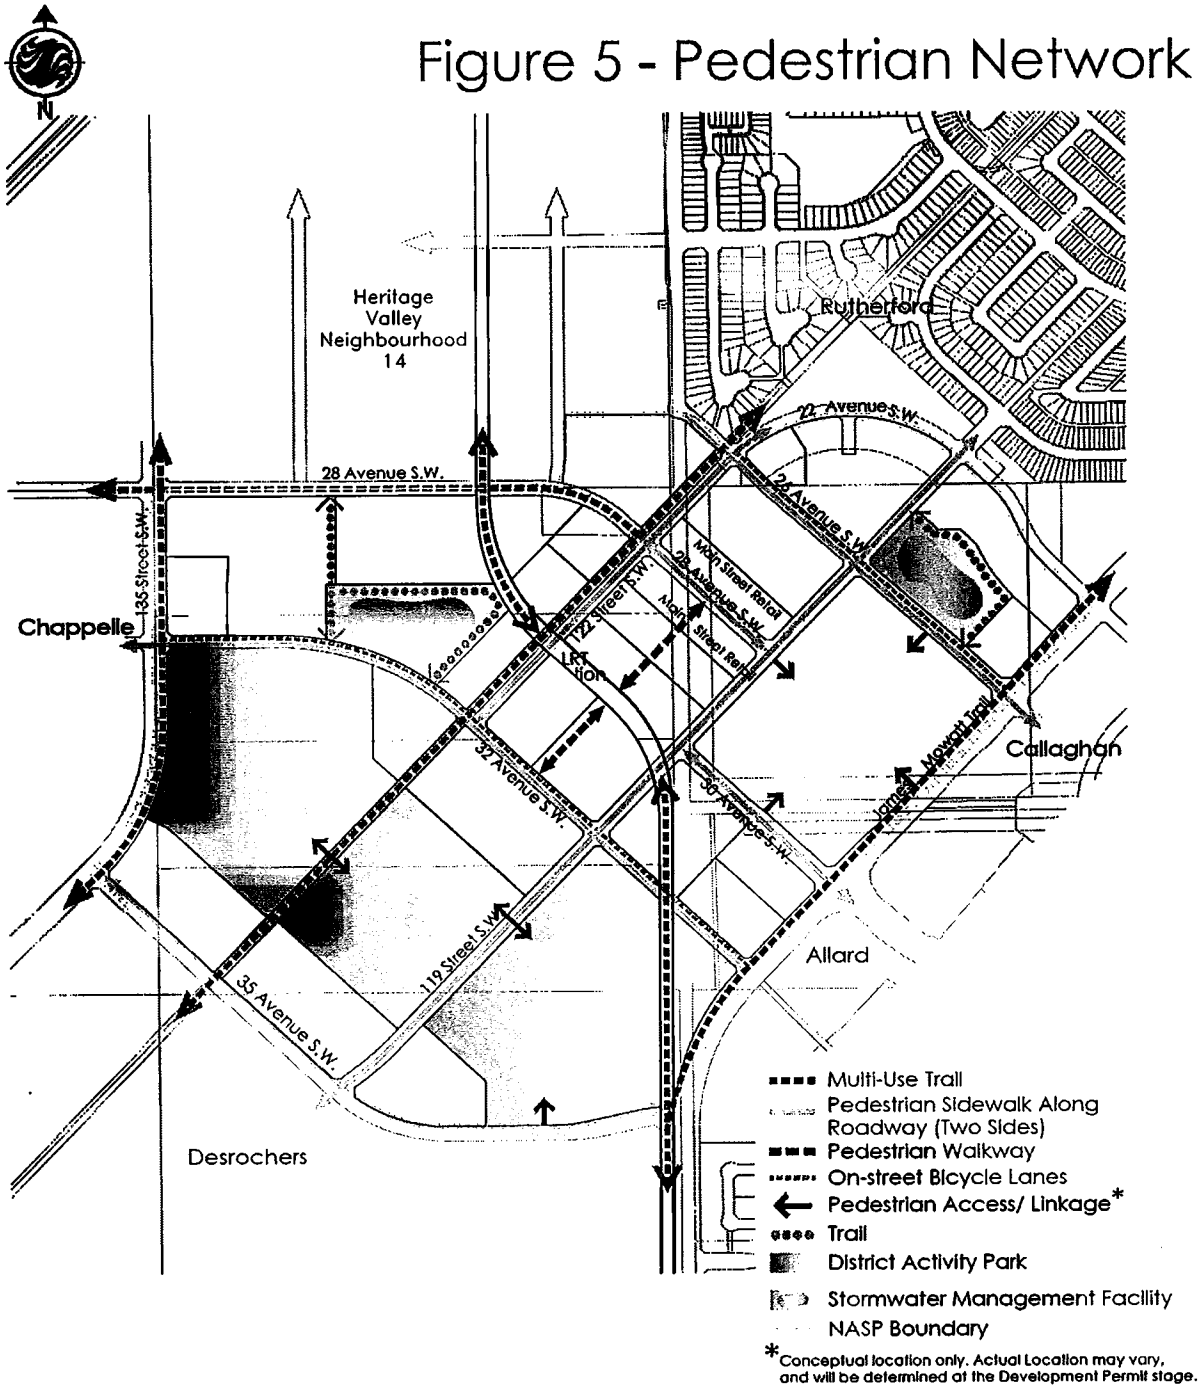 N
Figure 5 - Pedestrian Network
Heritage
Valley
Neighbourhood
14
Rutherford
22 Avenue S.W.
28 Avenue S.W.
26 Avenue S.W.
135 Street S.W.
Main Street Retail
28 Avenue S.W.
Main Street
122 Street S.W.
Chappelle
LRT
32 Avenue S.W.
James Mowatt Trail
Callaghan
30 Avenue S.W.
119 Street S.W.
Allard
35 Avenue S.W.
Desrochers
Multi-Use Trail
Pedestrian Sidewalk Along
Roadway (Two Sides)
Pedestrian Walkway
On-street Bicycle Lanes
Pedestrian Access/ Linkage*
Trail
District Activity Park
Stormwater Management Facility
NASP Boundary
*Conceptual location only. Actual Location may vary,
and will be determined at the Development Permit stage.